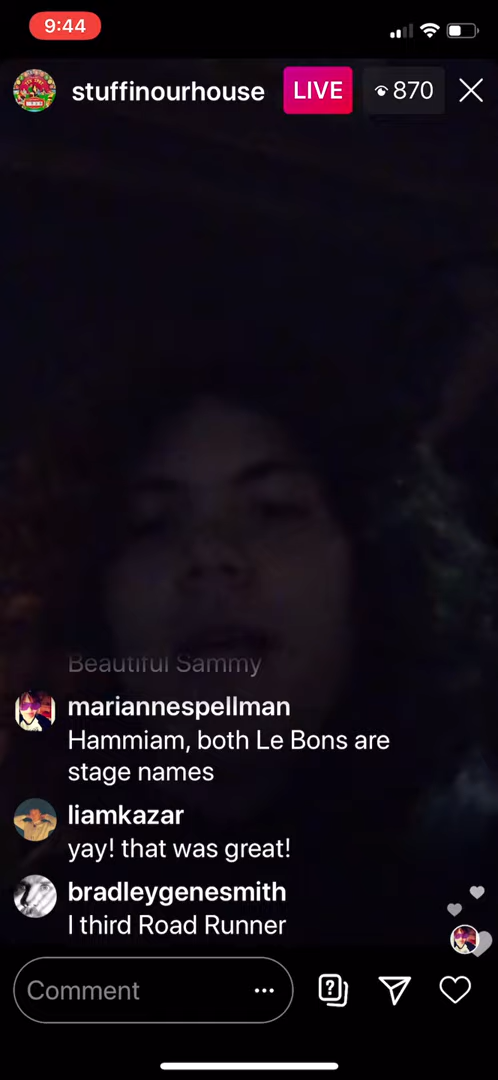 9:44
stuffinourhouse LIVE 870
Beautiful Sammy
mariannespellman
Hammiam, both Le Bons are
stage names
liamkazar
yay! that was great!
bradleygenesmith
I third Road Runner
Comment